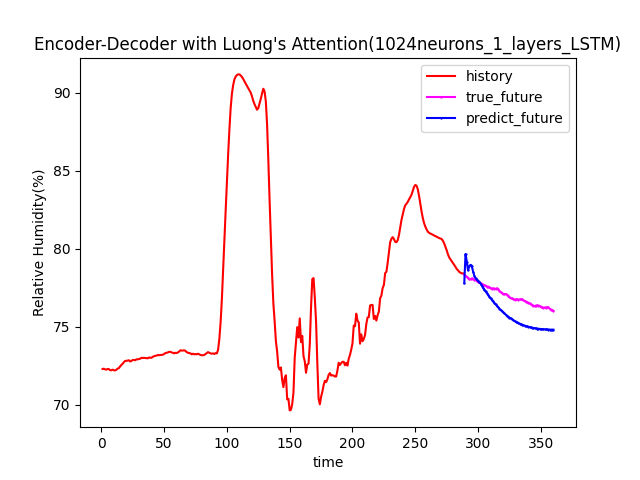 Encoder-Decoder with Luong's Attention(1024neurons_1_layers_LSTM)
history
true_future
predict_future
Relative Humidity(%)
90
85
80
75
70
0 50 100 150 200 250 300 350
time